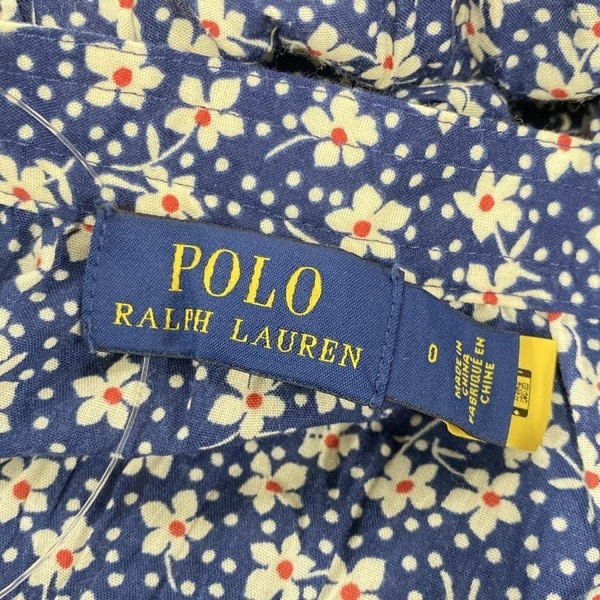 POLO
RALPH LAUREN
0
MADE IN
CHINA
FABRIQUÉ EN
CHINE